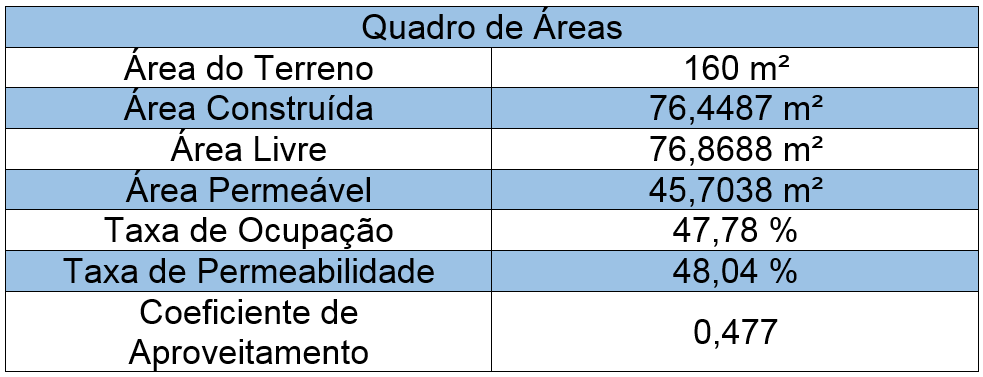 Quadro de Áreas
Área do Terreno 160 m²
Área Construída 76,4487 m²
Área Livre 76,8688 m²
Área Permeável 45,7038 m²
Taxa de Ocupação 47,78 %
Taxa de Permeabilidade 48,04 %
Coeficiente de
Aproveitamento 0,477